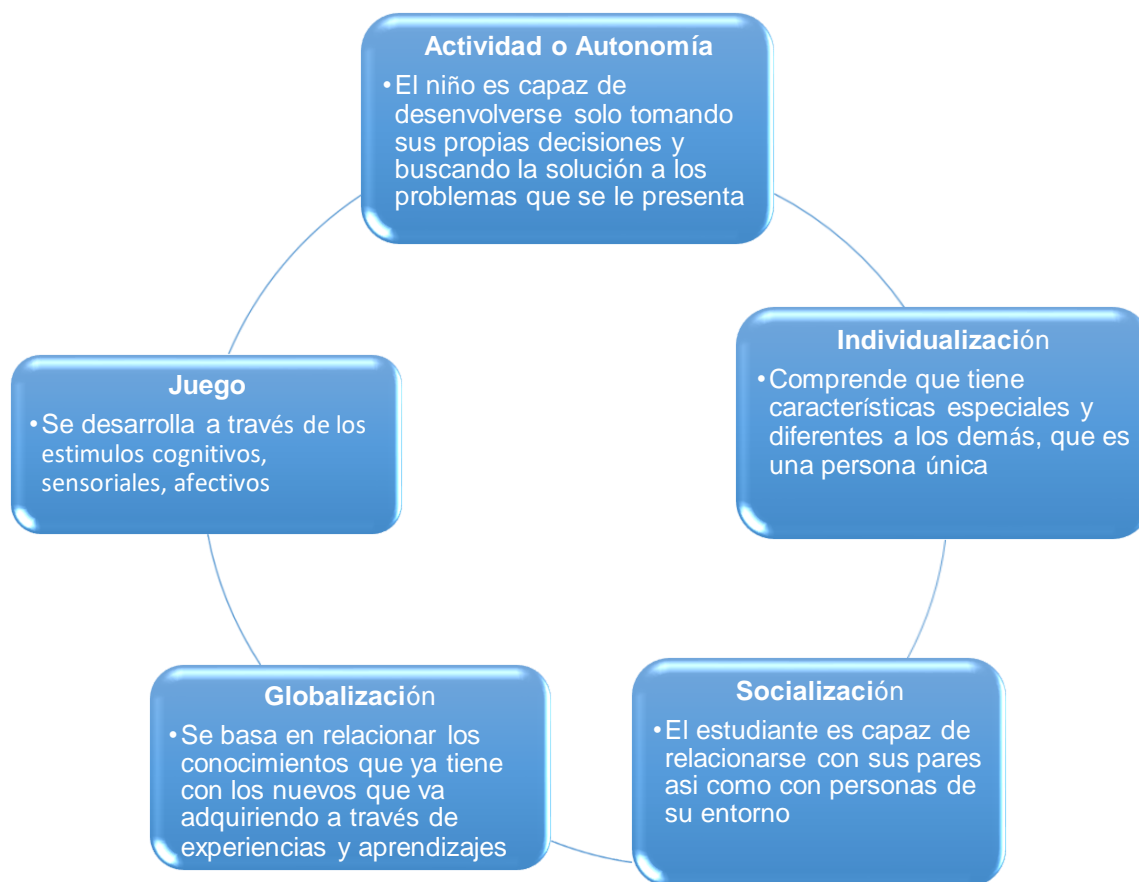 Actividad o Autonomía
•El niño es capaz de
desenvolverse solo tomando
sus propias decisiones y
buscando la solución a los
problemas que se le presenta
Individualización
•Comprende que tiene
características especiales y
diferentes a los demás, que es
una persona única
Socialización
•El estudiante es capaz de
relacionarse con sus pares
asi como con personas de
su entorno
Globalización
•Se basa en relacionar los
conocimientos que ya tiene
con los nuevos que va
adquiriendo a través de
experiencias y aprendizajes
Juego
•Se desarrolla a través de los
estimulos cognitivos,
sensoriales, afectivos